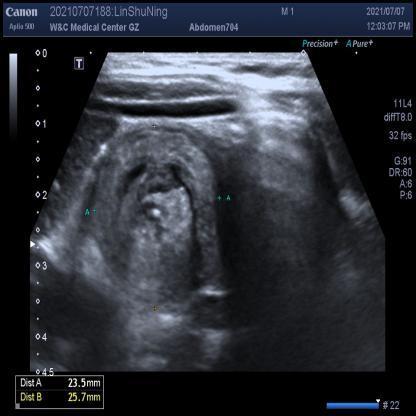 Canon 20210707188:LinShuNing M 1 2021/07/07
Aplio 500 W&C Medical Center GZ Abdomen704 12:03:07 PM
Precision+ A Pure+
T
0
1
2
3
4
4.5
11L4
diffT8.0
32 fps
G:91
DR:60
A:6
P:6
A
A
Dist A 23.5mm
Dist B 25.7mm
#22